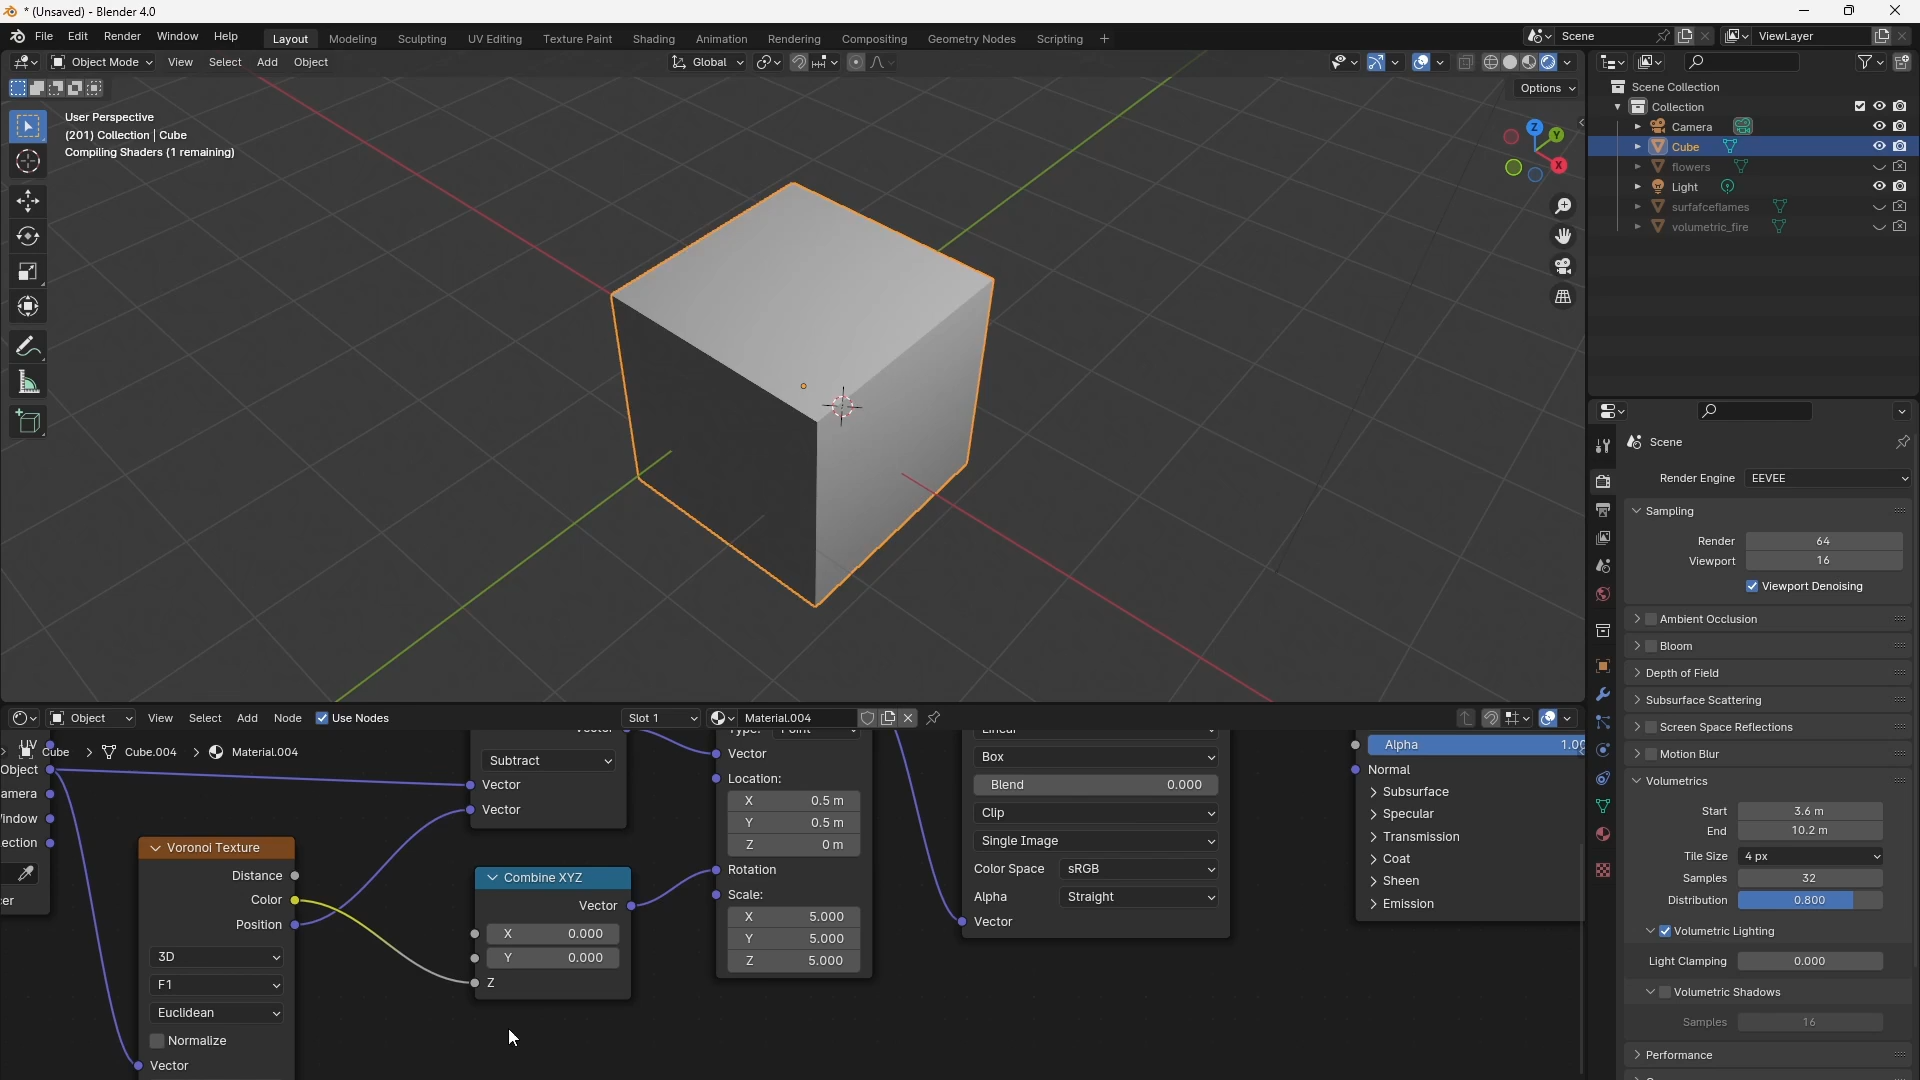 * (Unsaved) - Blender 4.0
File Edit Render Window Help Layout Modeling Sculpting UV Editing Texture Paint Shading Animation Rendering Compositing Geometry Nodes Scripting + Scene ViewLayer
Object Mode View Select Add Object Global
Options
User Perspective
(201) Collection | Cube
Compiling Shaders (1 remaining)
Z
Y
X
Scene Collection
Collection
Camera
Cube
flowers
Light
surfafceflames
volumetric_fire
Scene
Render Engine EEVEE
Sampling
Render 64
Viewport 16
Viewport Denoising
Ambient Occlusion
Bloom
Depth of Field
Subsurface Scattering
Screen Space Reflections
Motion Blur
Volumetrics
Start 3.6 m
End 10.2 m
Tile Size 4 px
Samples 32
Distribution 0.800
Volumetric Lighting
Light Clamping 0.000
Volumetric Shadows
Samples 16
Performance
Object View Select Add Node Use Nodes Slot 1 Material.004
Cube Cube.004 Material.004
UV
Object
amera
indow
ection
cer
Voronoi Texture
Distance
Color
Position
3D
F1
Euclidean
Normalize
Vector
Vector
Subtract
Vector
Vector
Combine XYZ
Vector
X 0.000
Y 0.000
Z
Type: Point
Vector
Location:
X 0.5 m
Y 0.5 m
Z 0 m
Rotation
Scale:
X 5.000
Y 5.000
Z 5.000
Linear
Box
Blend 0.000
Clip
Single Image
Color Space sRGB
Alpha Straight
Vector
Alpha 1.00
Normal
Subsurface
Specular
Transmission
Coat
Sheen
Emission